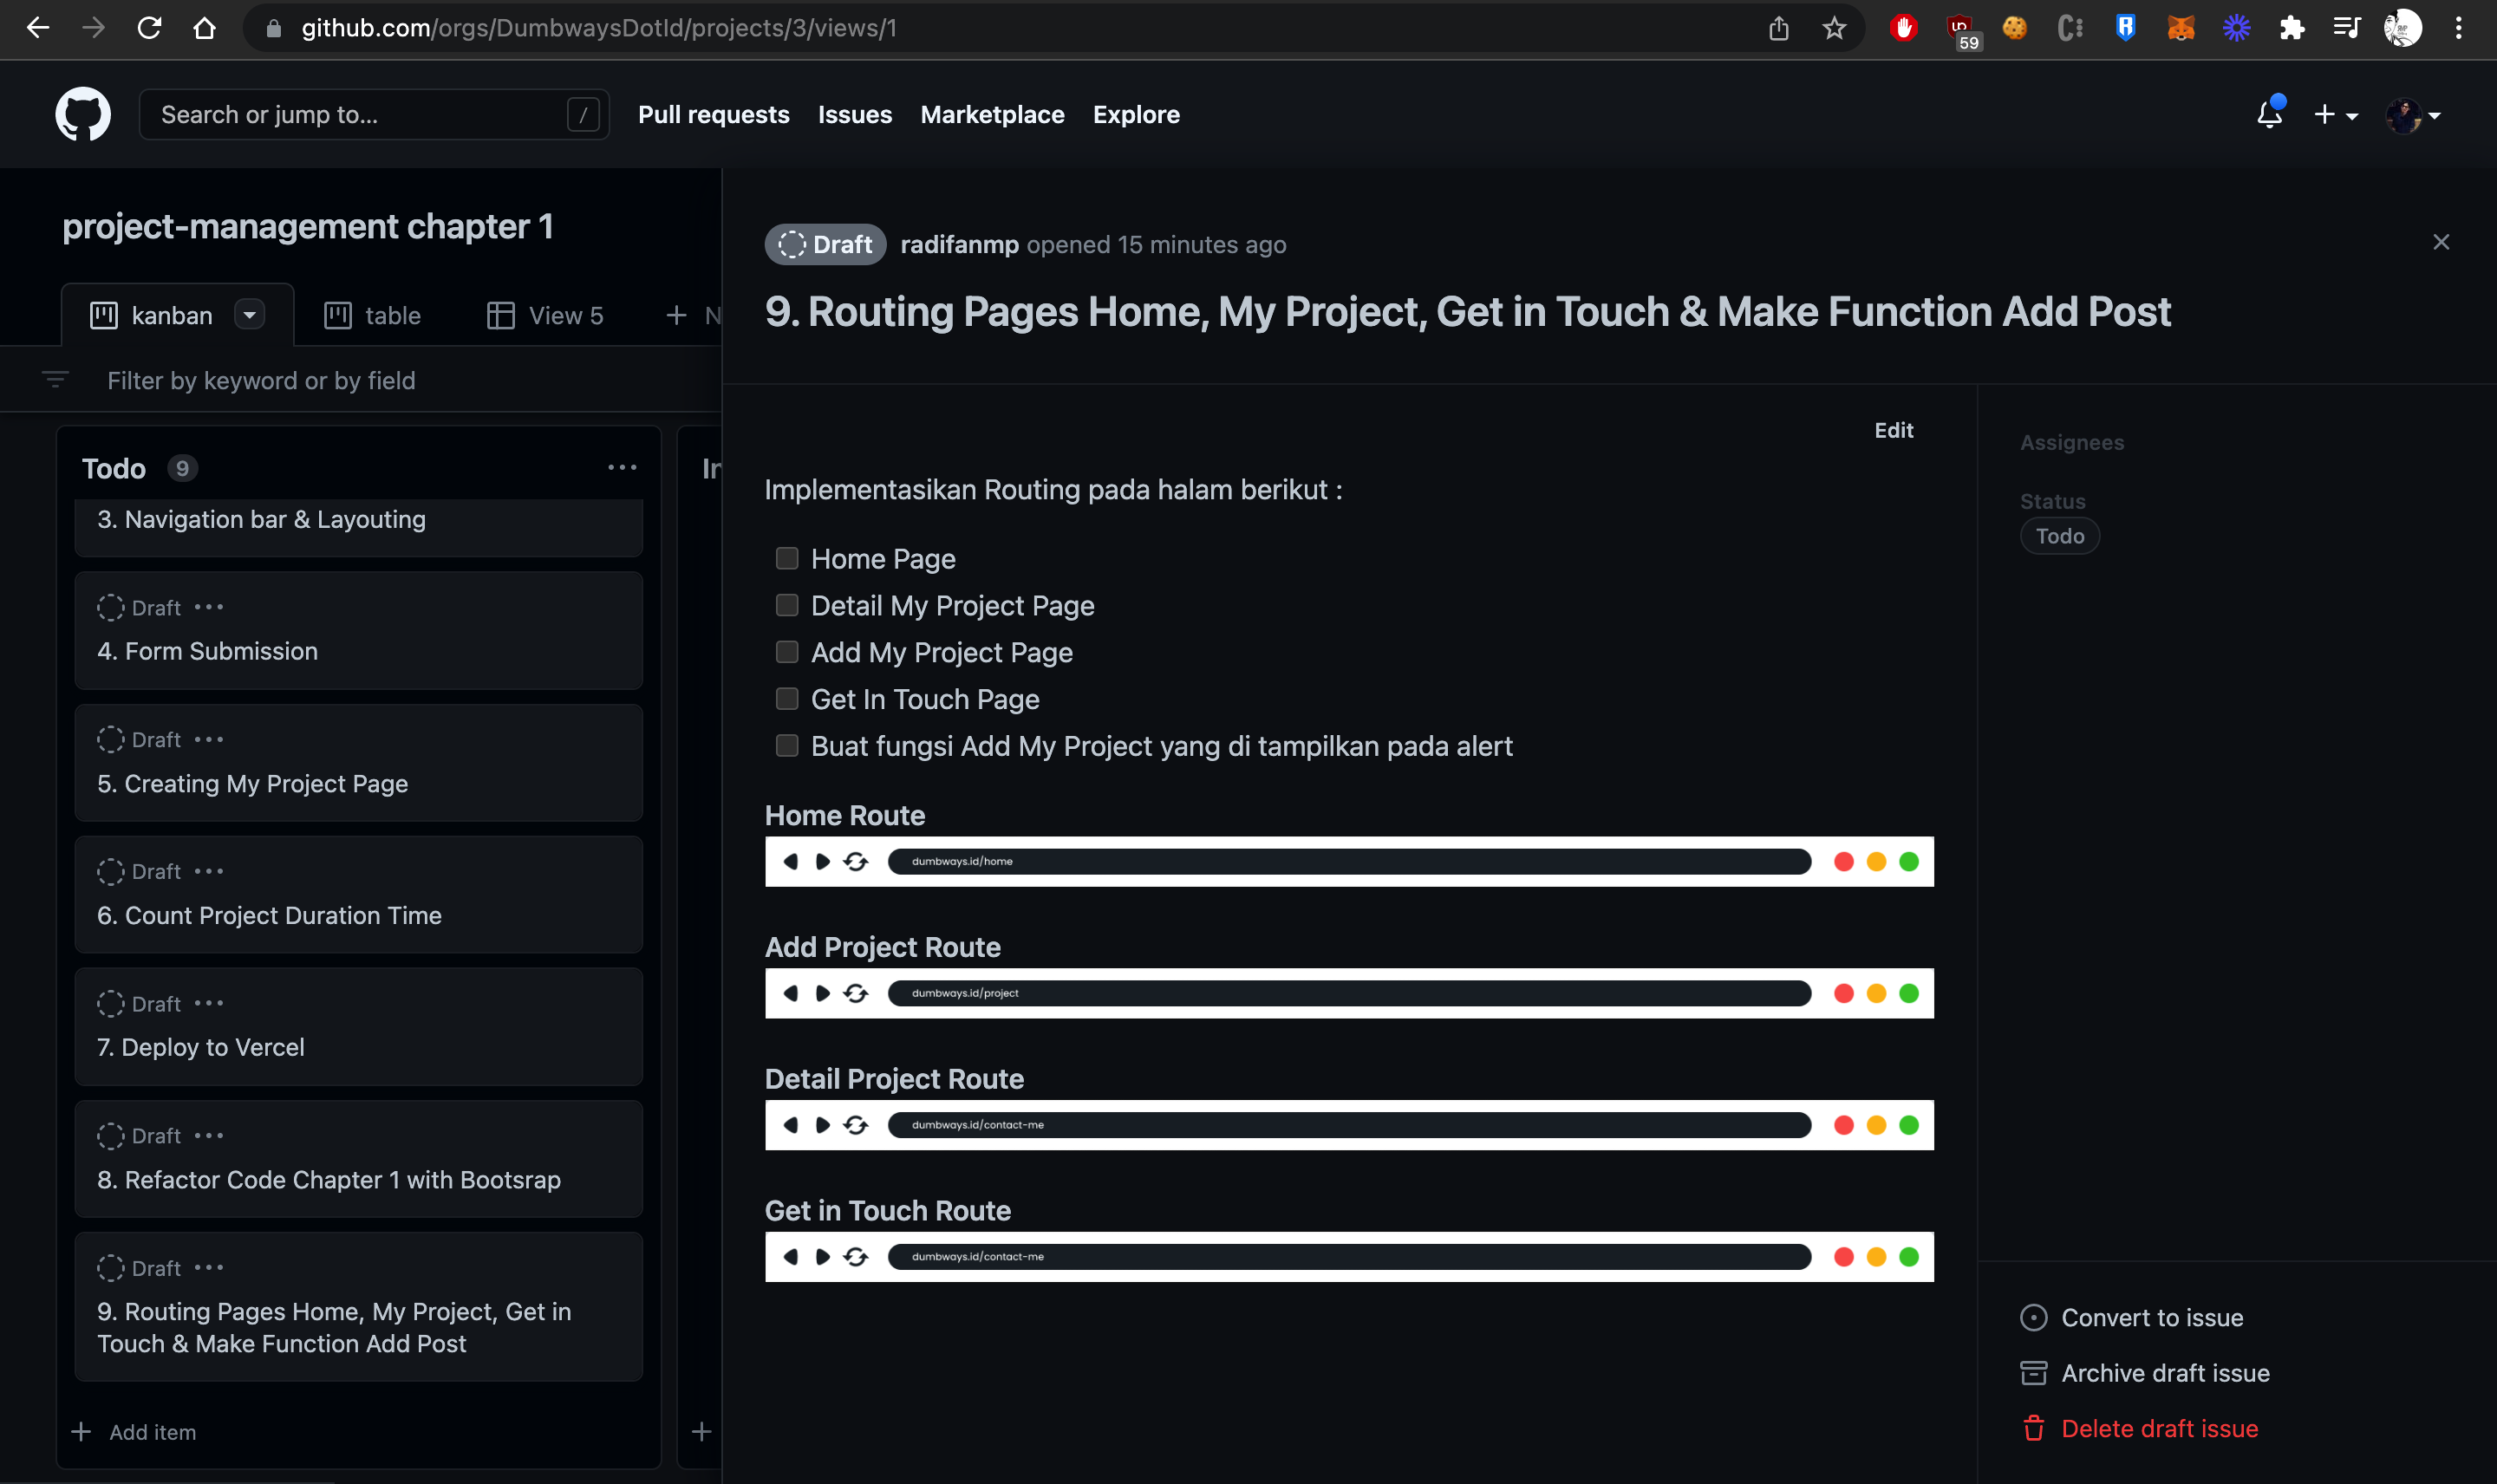 github.com/orgs/DumbwaysDotId/projects/3/views/1
59
Search or jump to...
/
Pull requests
Issues
Marketplace
Explore
project-management chapter 1
kanban
table
View 5
N
Filter by keyword or by field
Todo 9
In
3. Navigation bar & Layouting
Draft
4. Form Submission
Draft
5. Creating My Project Page
Draft
6. Count Project Duration Time
Draft
7. Deploy to Vercel
Draft
8. Refactor Code Chapter 1 with Bootsrap
Draft
9. Routing Pages Home, My Project, Get in
Touch & Make Function Add Post
Add item
Draft radifanmp opened 15 minutes ago
9. Routing Pages Home, My Project, Get in Touch & Make Function Add Post
Edit
Implementasikan Routing pada halam berikut :
Home Page
Detail My Project Page
Add My Project Page
Get In Touch Page
Buat fungsi Add My Project yang di tampilkan pada alert
Home Route
dumbways.id/home
Add Project Route
dumbways.id/project
Detail Project Route
dumbways.id/contact-me
Get in Touch Route
dumbways.id/contact-me
Assignees
Status
Todo
Convert to issue
Archive draft issue
Delete draft issue